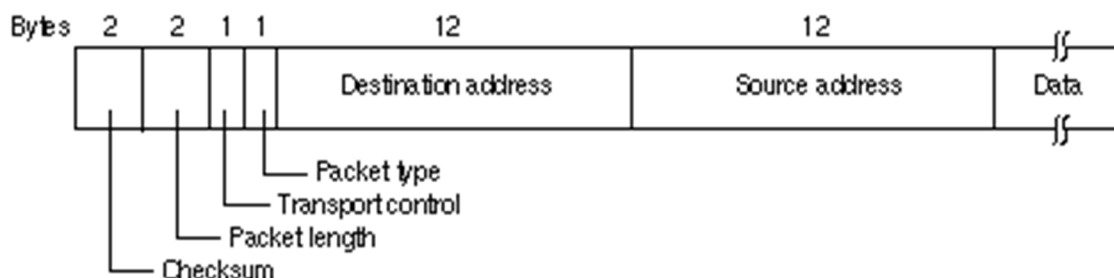 Bytes 2 2 1 1 12 12
Destination address Source address Data
Packet type
Transport control
Packet length
Checksum